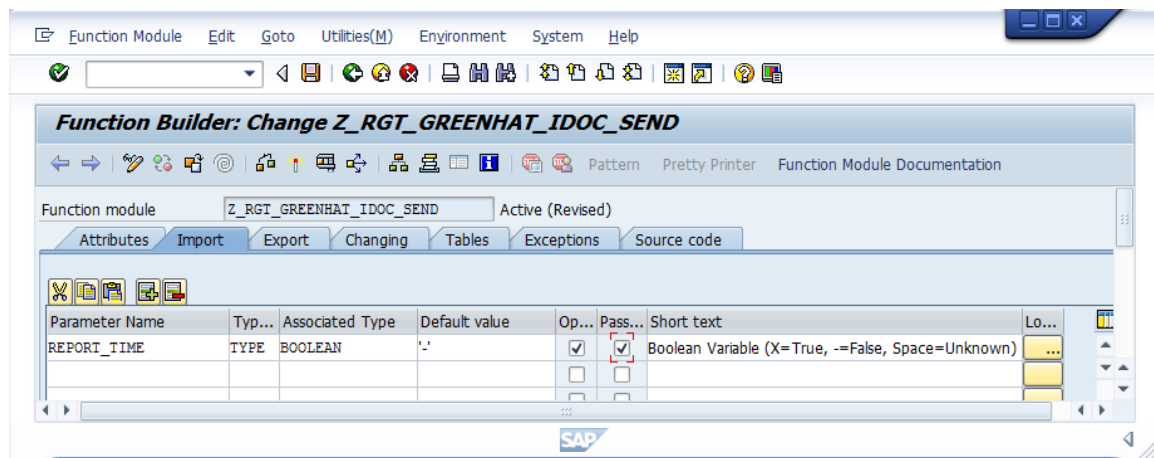 Function Module Edit Goto Utilities(M) Environment System Help
Function Builder: Change Z_RGT_GREENHAT_IDOC_SEND
Pattern Pretty Printer Function Module Documentation
Function module Z_RGT_GREENHAT_IDOC_SEND Active (Revised)
Attributes Import Export Changing Tables Exceptions Source code
Parameter Name Typ... Associated Type Default value Op... Pass... Short text Lo...
REPORT_TIME TYPE BOOLEAN '-' Boolean Variable (X=True, -=False, Space=Unknown) ...
SAP